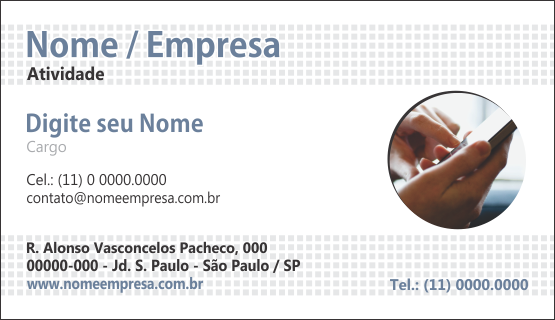 Nome / Empresa
Atividade
Digite seu Nome
Cargo
Cel.: (11) 0 0000.0000
contato@nomeempresa.com.br
R. Alonso Vasconcelos Pacheco, 000
00000-000 - Jd. S. Paulo - São Paulo / SP
www.nomeempresa.com.br
Tel.: (11) 0000.0000